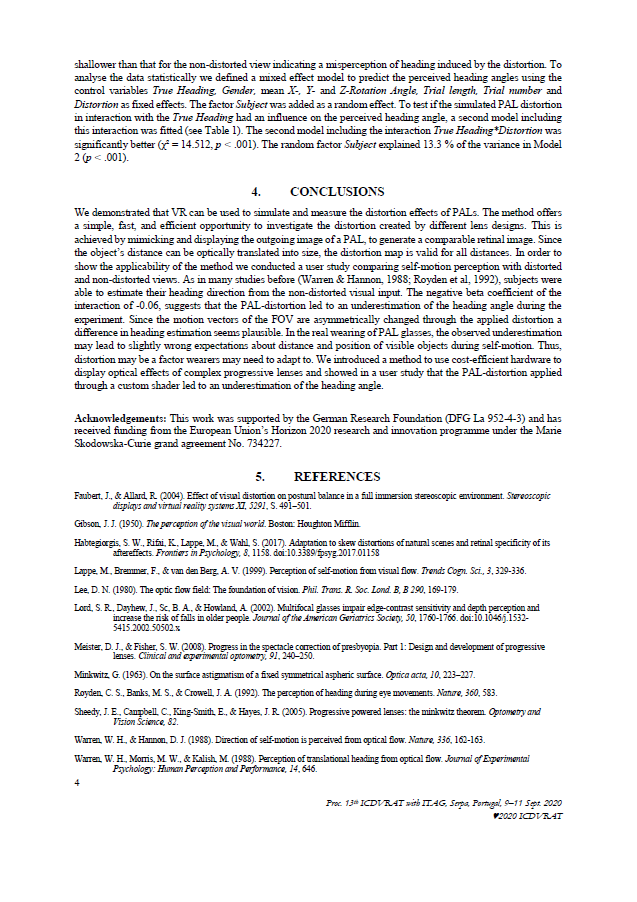 shallower than that for the non-distorted view indicating a misperception of heading induced by the distortion. To
analyse the data statistically we defined a mixed effect model to predict the perceived heading angles using the
control variables True Heading, Gender, mean X-, Y- and Z-Rotation Angle, Trial length, Trial number and
Distortion as fixed effects. The factor Subject was added as a random effect. To test if the simulated PAL distortion
in interaction with the True Heading had an influence on the perceived heading angle, a second model including
this interaction was fitted (see Table 1). The second model including the interaction True Heading*Distortion was
significantly better (χ² = 14.512, p < .001). The random factor Subject explained 13.3 % of the variance in Model
2 (p < .001).
4. CONCLUSIONS
We demonstrated that VR can be used to simulate and measure the distortion effects of PALs. The method offers
a simple, fast, and efficient opportunity to investigate the distortion created by different lens designs. This is
achieved by mimicking and displaying the outgoing image of a PAL, to generate a comparable retinal image. Since
the object's distance can be optically translated into size, the distortion map is valid for all distances. In order to
show the applicability of the method we conducted a user study comparing self-motion perception with distorted
and non-distorted views. As in many studies before (Warren & Hannon, 1988; Royden et al, 1992), subjects were
able to estimate their heading direction from the non-distorted visual input. The negative beta coefficient of the
interaction of -0.06, suggests that the PAL-distortion led to an underestimation of the heading angle during the
experiment. Since the motion vectors of the FOV are asymmetrically changed through the applied distortion a
difference in heading estimation seems plausible. In the real wearing of PAL glasses, the observed underestimation
may lead to slightly wrong expectations about distance and position of visible objects during self-motion. Thus,
distortion may be a factor wearers may need to adapt to. We introduced a method to use cost-efficient hardware to
display optical effects of complex progressive lenses and showed in a user study that the PAL-distortion applied
through a custom shader led to an underestimation of the heading angle.
Acknowledgements: This work was supported by the German Research Foundation (DFG La 952-4-3) and has
received funding from the European Union's Horizon 2020 research and innovation programme under the Marie
Skodowska-Curie grand agreement No. 734227.
5. REFERENCES
Faubert, J., & Allard, R. (2004). Effect of visual distortion on postural balance in a full immersion stereoscopic environment. Stereoscopic
displays and virtual reality systems XI, 5291, S. 491–501.
Gibson, J. J. (1950). The perception of the visual world. Boston: Houghton Mifflin.
Habtegiorgis, S. W., Rifai, K., Lappe, M., & Wahl, S. (2017). Adaptation to skew distortions of natural scenes and retinal specificity of its
aftereffects. Frontiers in Psychology, 8, 1158. doi:10.3389/fpsyg.2017.01158
Lappe, M., Bremmer, F., & van den Berg, A. V. (1999). Perception of self-motion from visual flow. Trends Cogn. Sci., 3, 329-336.
Lee, D. N. (1980). The optic flow field: The foundation of vision. Phil. Trans. R. Soc. Lond. B, B 290, 169-179.
Lord, S. R., Dayhew, J., Sc, B. A., & Howland, A. (2002). Multifocal glasses impair edge-contrast sensitivity and depth perception and
increase the risk of falls in older people. Journal of the American Geriatrics Society, 50, 1760-1766. doi:10.1046/j.1532-
5415.2002.50502.x
Meister, D. J., & Fisher, S. W. (2008). Progress in the spectacle correction of presbyopia. Part 1: Design and development of progressive
lenses. Clinical and experimental optometry, 91, 240–250.
Minkwitz, G. (1963). On the surface astigmatism of a fixed symmetrical aspheric surface. Optica acta, 10, 223–227.
Røyden, C. S., Banks, M. S., & Crowell, J. A. (1992). The perception of heading during eye movements. Nature, 360, 583.
Sheedy, J. E., Campbell, C., King-Smith, E., & Hayes, J. R. (2005). Progressive powered lenses: the minkwitz theorem. Optometry and
Vision Science, 82.
Warren, W. H., & Hannon, D. J. (1988). Direction of self-motion is perceived from optical flow. Nature, 336, 162-163.
Warren, W. H., Morris, M. W., & Kalish, M. (1988). Perception of translational heading from optical flow. Journal of Experimental
Psychology: Human Perception and Performance, 14, 646.
4
Proc. 13th ICDVRAT with ITAG, Serpa, Portugal, 9–11 Sept. 2020
♥2020 ICDVRAT